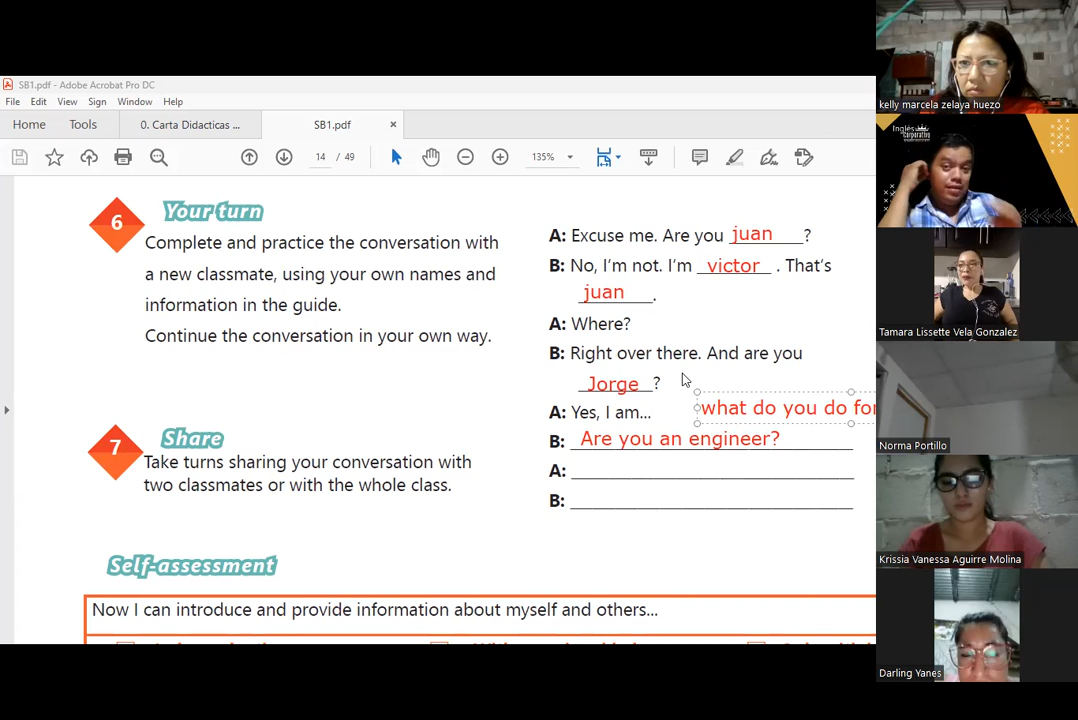 SB1.pdf - Adobe Acrobat Pro DC
File Edit View Sign Window Help
Home Tools 0. Carta Didacticas ... SB1.pdf ×
14 / 49 135%
6 Your turn
Complete and practice the conversation with
a new classmate, using your own names and
information in the guide.
Continue the conversation in your own way.
7 Share
Take turns sharing your conversation with
two classmates or with the whole class.
A: Excuse me. Are you juan ?
B: No, I'm not. I'm victor . That's
juan .
A: Where?
B: Right over there. And are you
Jorge ?
A: Yes, I am... what do you do for
B: Are you an engineer?
A:
B:
Self-assessment
Now I can introduce and provide information about myself and others...
kelly marcela zelaya huezo
Inglés
Corporativo
Tamara Lissette Vela Gonzalez
Norma Portillo
Krissia Vanessa Aguirre Molina
Darling Yanes